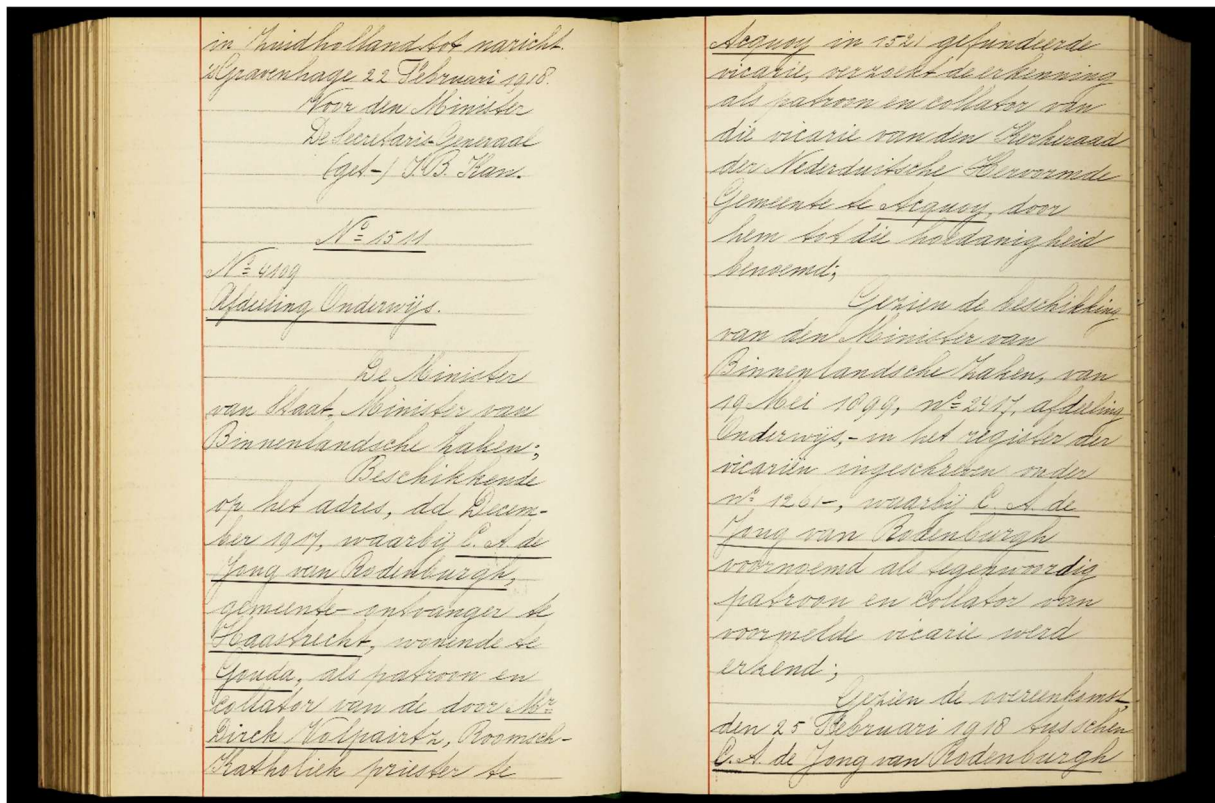 in Zuidholland tot naricht.
's Gravenhage 22 Februari 1918.
Voor den Minister
De Secretaris-Generaal
(get-) J.B. Kan.
Nº 1511
Nº 4109
Afdeeling Onderwijs.
De Minister
van Staat, Minister van
Binnenlandsche Zaken;
Beschikkende
op het adres, dd Decem-
ber 1917, waarbij C. A. de
Jong van Rodenburgh,
gemeente-ontvanger te
Haastrecht, wonende te
Gouda, als patroon en
collator van de door Mr
Dirck Volpairtz, Roomsch-
Katholiek priester te
Acquoy in 1521 gefundeerde
vicarie, verzoekt de erkenning
als patroon en collator van
die vicarie van den Kerkeraad
der Nederduitsche Hervormde
Gemeente te Acquoy, door
hem tot die hoedanigheid
benoemd;
Gezien de beschikking
van den Minister van
Binnenlandsche Zaken, van
19 Mei 1899, nº 2417, afdeeling
Onderwijs,- in het register der
vicariën ingeschreven onder
nº 1261-, waarbij C. A. de
Jong van Rodenburgh
voornoemd als tegenwoordig
patroon en collator van
voormelde vicarie werd
erkend;
Gezien de overeenkomst,
den 25 Februari 1918 tusschen
C. A. de Jong van Rodenburgh